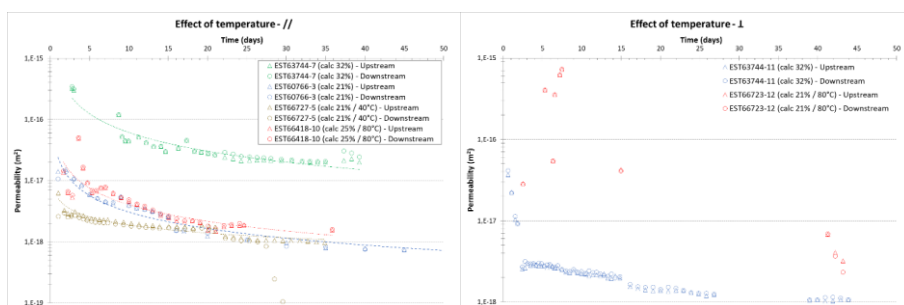 Effect of temperature - //
Time (days)
0 5 10 15 20 25 30 35 40 45 50
1,E-15
1,E-16
1,E-17
1,E-18
1,E-19
Permeability (m²)
EST63744-7 (calc 32%) - Upstream
EST63744-7 (calc 32%) - Downstream
EST60766-3 (calc 21%) - Upstream
EST60766-3 (calc 21%) - Downstream
EST66727-5 (calc 21% / 40°C) - Upstream
EST66727-5 (calc 21% / 40°C) - Downstream
EST66418-10 (calc 25% / 80°C) - Upstream
EST66418-10 (calc 25% / 80°C) - Downstream
Effect of temperature - ⊥
Time (days)
0 5 10 15 20 25 30 35 40 45 50
1,E-15
1,E-16
1,E-17
1,E-18
Permeability (m²)
EST63744-11 (calc 32%) - Upstream
EST63744-11 (calc 32%) - Downstream
EST66723-12 (calc 21% / 80°C) - Upstream
EST66723-12 (calc 21% / 80°C) - Downstream